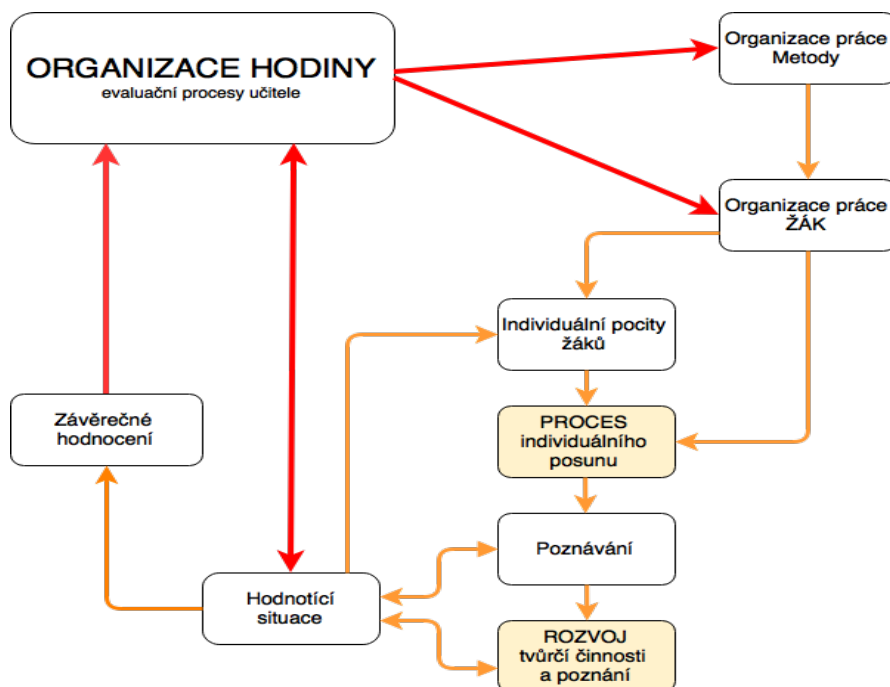 ORGANIZACE HODINY
evaluační procesy učitele
Organizace práce
Metody
Organizace práce
ŽÁK
Individuální pocity
žáků
Závěrečné
hodnocení
PROCES
individuálního
posunu
Poznávání
Hodnotící
situace
ROZVOJ
tvůrčí činnosti
a poznání